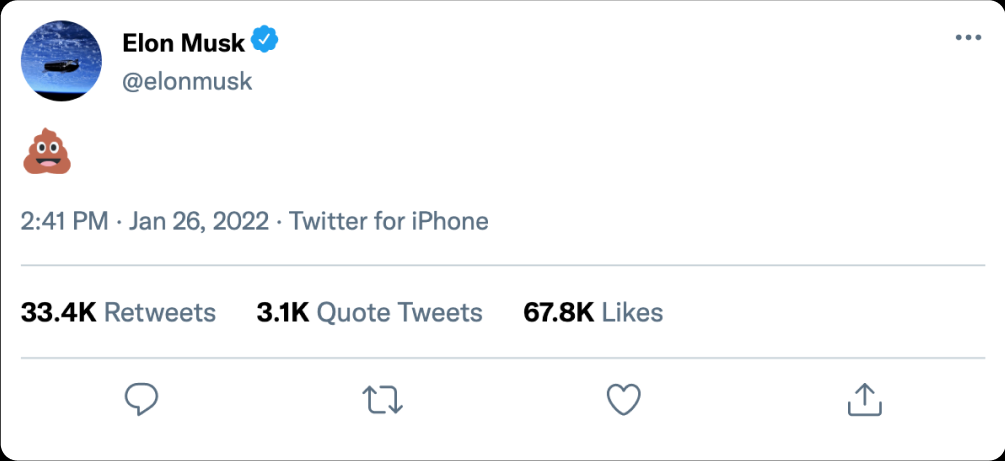 Elon Musk
@elonmusk
💩
2:41 PM · Jan 26, 2022 · Twitter for iPhone
33.4K Retweets 3.1K Quote Tweets 67.8K Likes